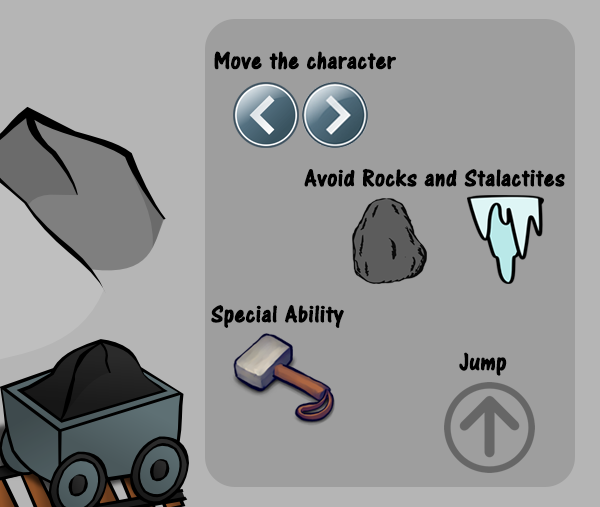 Move the character
Avoid Rocks and Stalactites
Special Ability
Jump